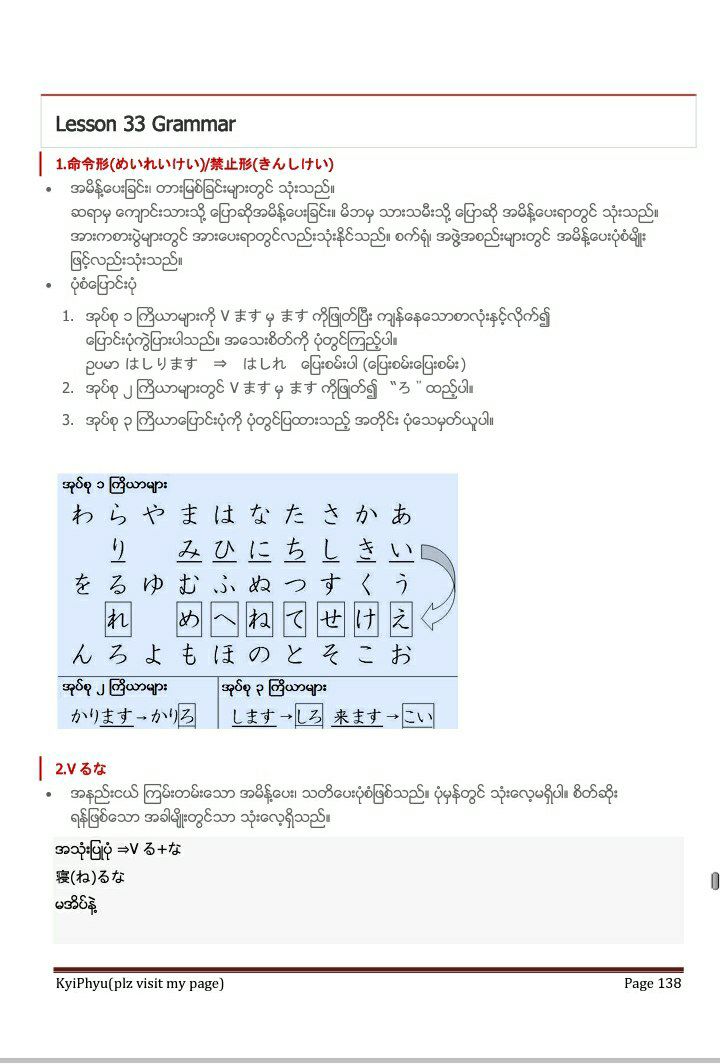 Lesson 33 Grammar
1.命令形(めいれいけい)/禁止形(きんしけい)
• အမိန့်ပေးခြင်း၊ တားမြစ်ခြင်းများတွင် သုံးသည်။
ဆရာမှ ကျောင်းသားသို့ ပြောဆိုအမိန့်ပေးခြင်း။ မိဘမှ သားသမီးသို့ ပြောဆို အမိန့်ပေးရာတွင် သုံးသည်။
အားကစားပွဲများတွင် အားပေးရာတွင်လည်းသုံးနိုင်သည်။ စက်ရုံ၊ အဖွဲ့အစည်းများတွင် အမိန့်ပေးပုံစံမျိုး
ဖြင့်လည်းသုံးသည်။
• ပုံစံပြောင်းပုံ
1. အုပ်စု ၁ ကြိယာများကို V ます မှ ます ကိုဖြုတ်ပြီး ကျန်နေသောစာလုံးနှင့်လိုက်၍
ပြောင်းပုံကွဲပြားပါသည်။ အသေးစိတ်ကို ပုံတွင်ကြည့်ပါ။
ဥပမာ はしります ⇒ はしれ ပြေးစမ်းပါ (ပြေးစမ်းပြေးစမ်း)
2. အုပ်စု ၂ ကြိယာများတွင် V ます မှ ます ကိုဖြုတ်၍ “ろ ”ထည့်ပါ။
3. အုပ်စု ၃ ကြိယာပြောင်းပုံကို ပုံတွင်ပြထားသည့် အတိုင်း ပုံသေမှတ်ယူပါ။
အုပ်စု ၁ ကြိယာများ
わ ら や ま は な た さ か あ
り み ひ に ち し き い
を る ゆ む ふ ぬ つ す く う
れ め へ ね て せ け え
ん ろ よ も ほ の と そ こ お
အုပ်စု ၂ ကြိယာများ အုပ်စု ၃ ကြိယာများ
かります→かりろ します→しろ 来ます→こい
2.V るな
• အနည်းငယ် ကြမ်းတမ်းသော အမိန့်ပေး၊ သတိပေးပုံစံဖြစ်သည်။ ပုံမှန်တွင် သုံးလေ့မရှိပါ။ စိတ်ဆိုး
ရန်ဖြစ်သော အခါမျိုးတွင်သာ သုံးလေ့ရှိသည်။
အသုံးပြုပုံ ⇒V る+な
寝(ね)るな
မအိပ်နဲ့
KyiPhyu(plz visit my page) Page 138